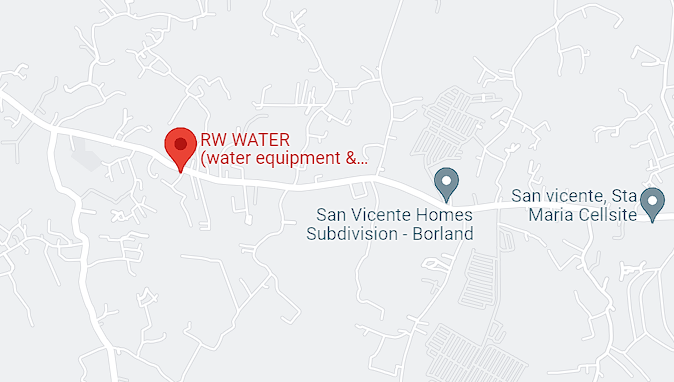 RW WATER
(water equipment &...
San Vicente Homes
Subdivision - Borland
San vicente, Sta
Maria Cellsite